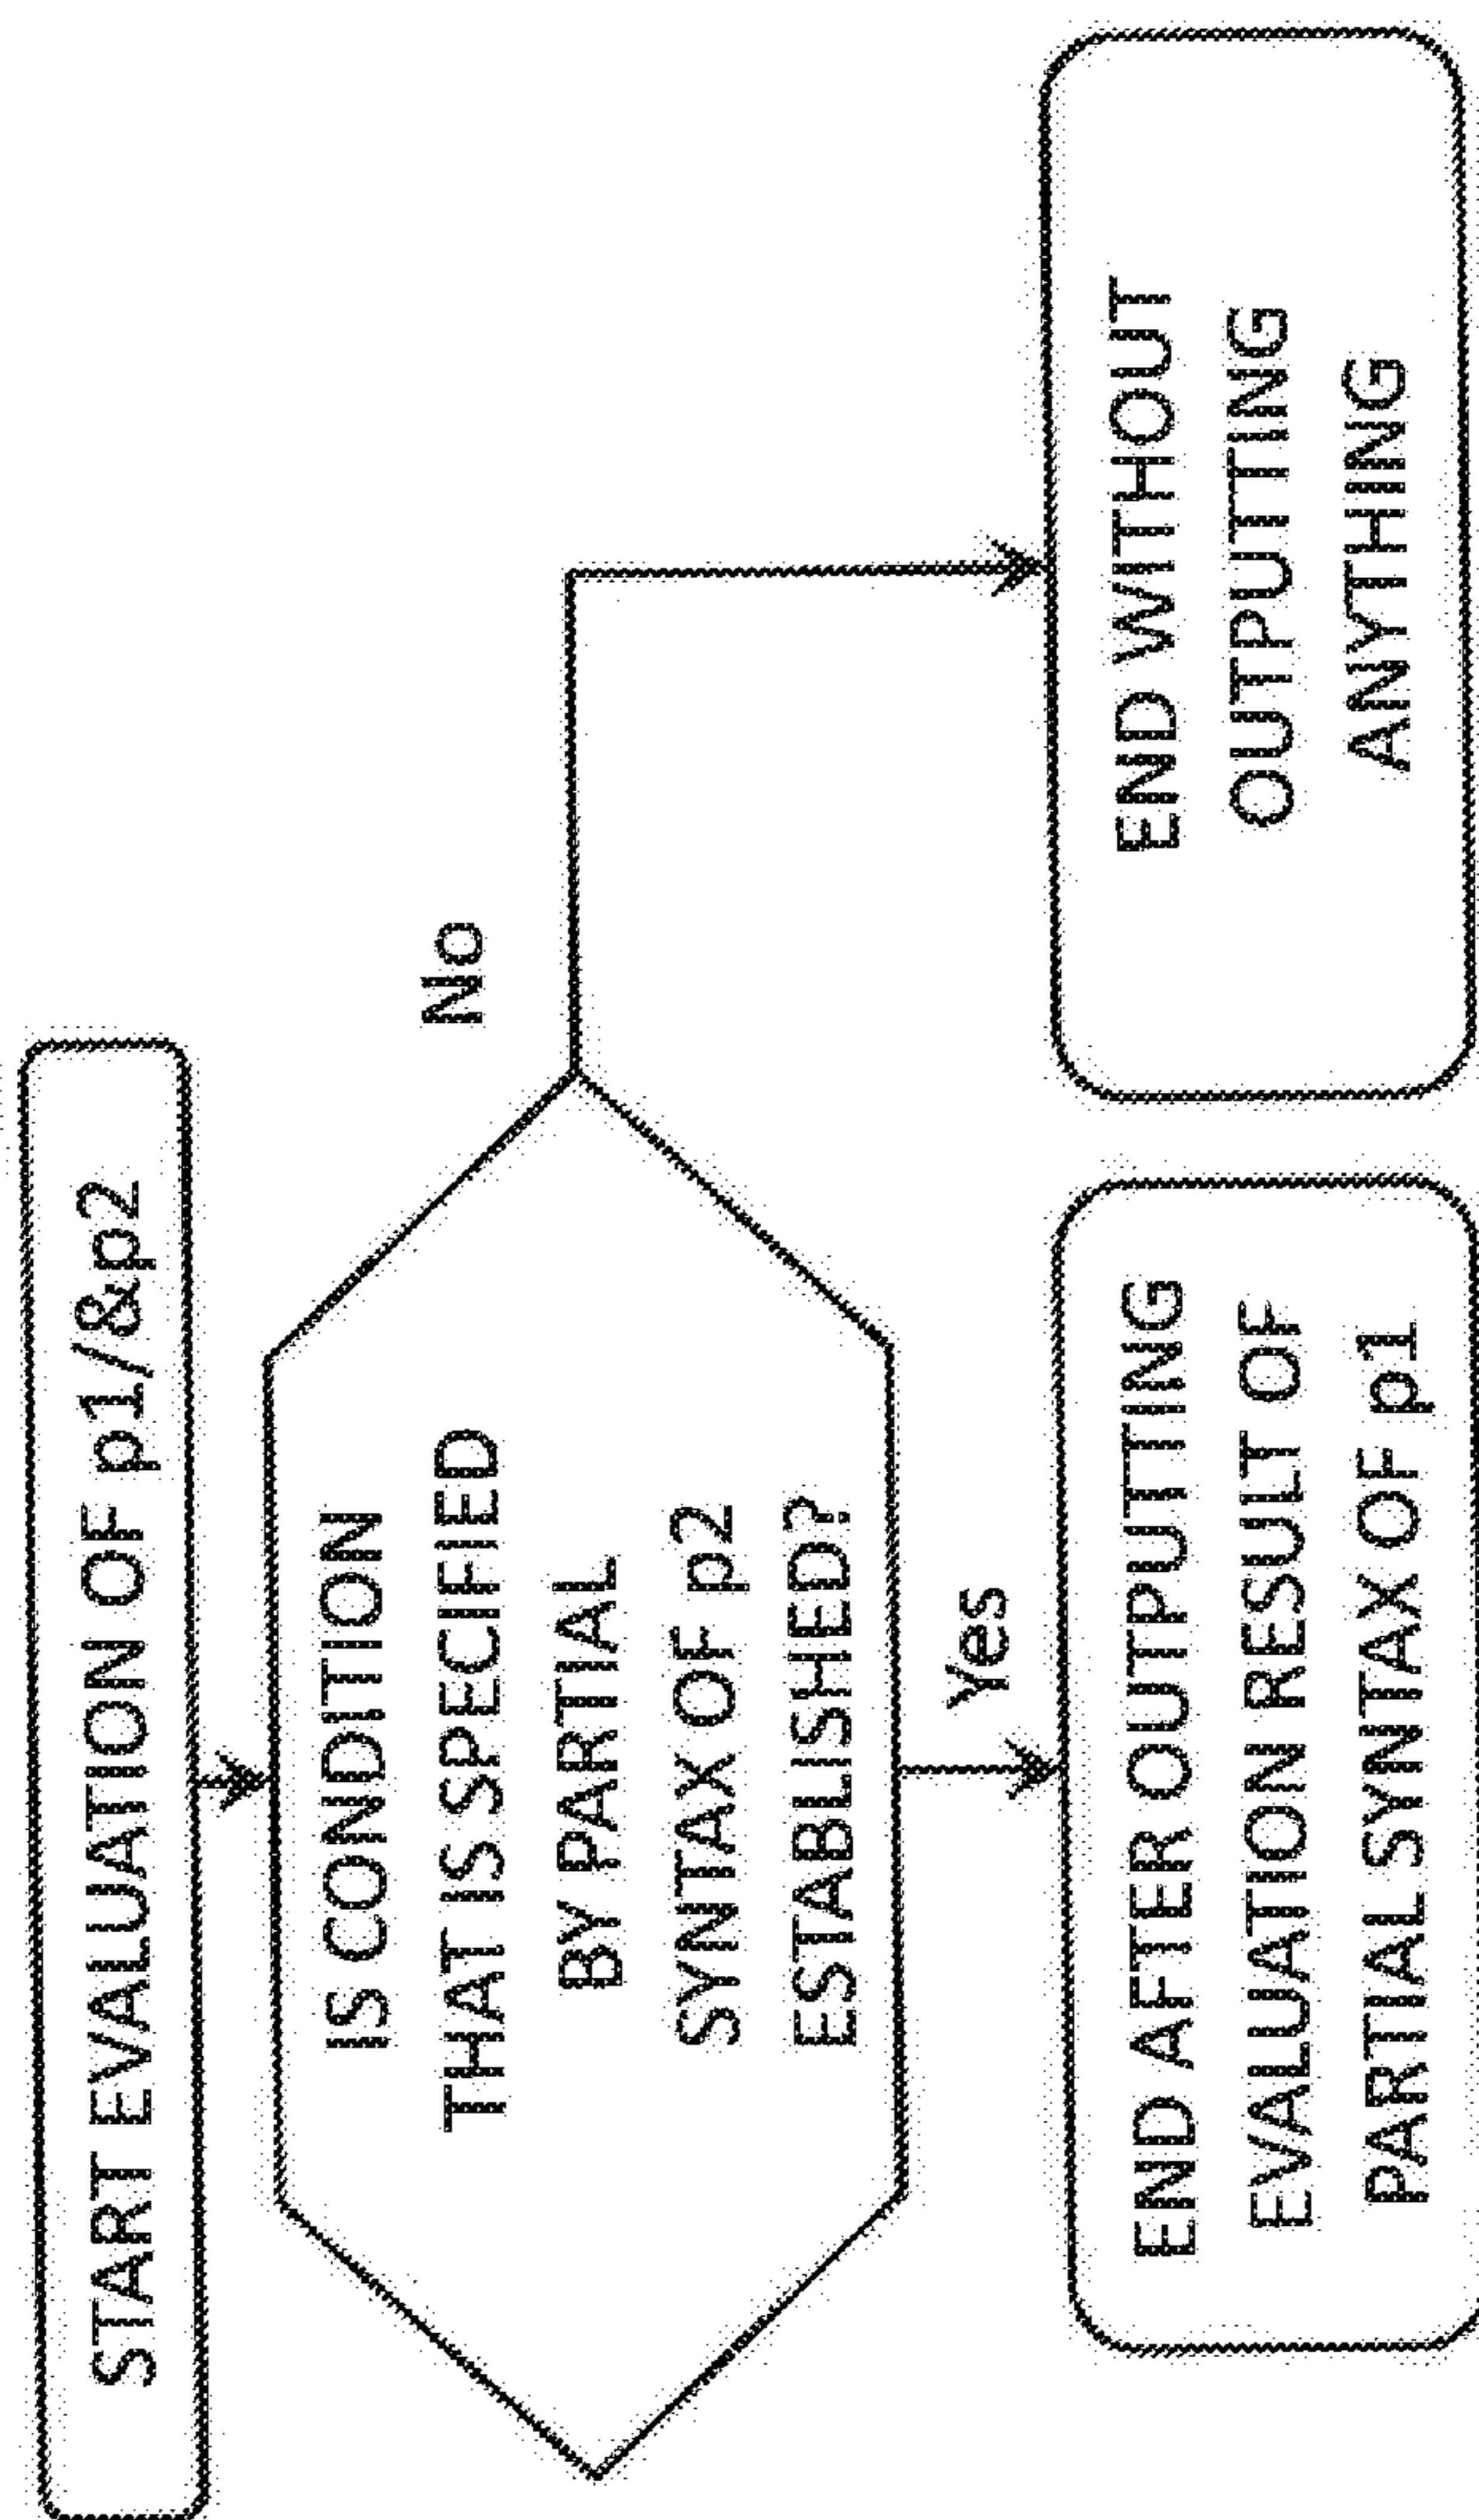 START EVALUATION OF p1/&p2
IS CONDITION
THAT IS SPECIFIED
BY PARTIAL
SYNTAX OF p2
ESTABLISHED?
No
Yes
END AFTER OUTPUTTING
EVALUATION RESULT OF
PARTIAL SYNTAX OF p1
END WITHOUT
OUTPUTTING
ANYTHING